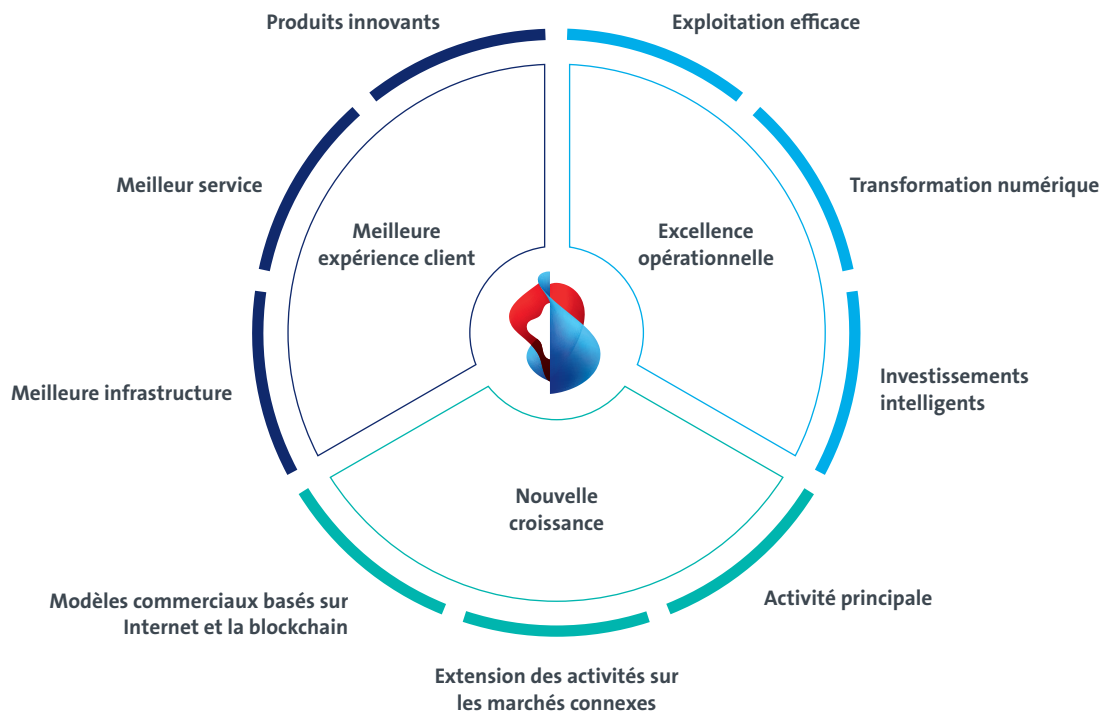 Produits innovants
Exploitation efficace
Meilleur service
Transformation numérique
Meilleure
expérience client
Excellence
opérationnelle
Meilleure infrastructure
Investissements
intelligents
Nouvelle
croissance
Modèles commerciaux basés sur
Internet et la blockchain
Activité principale
Extension des activités sur
les marchés connexes